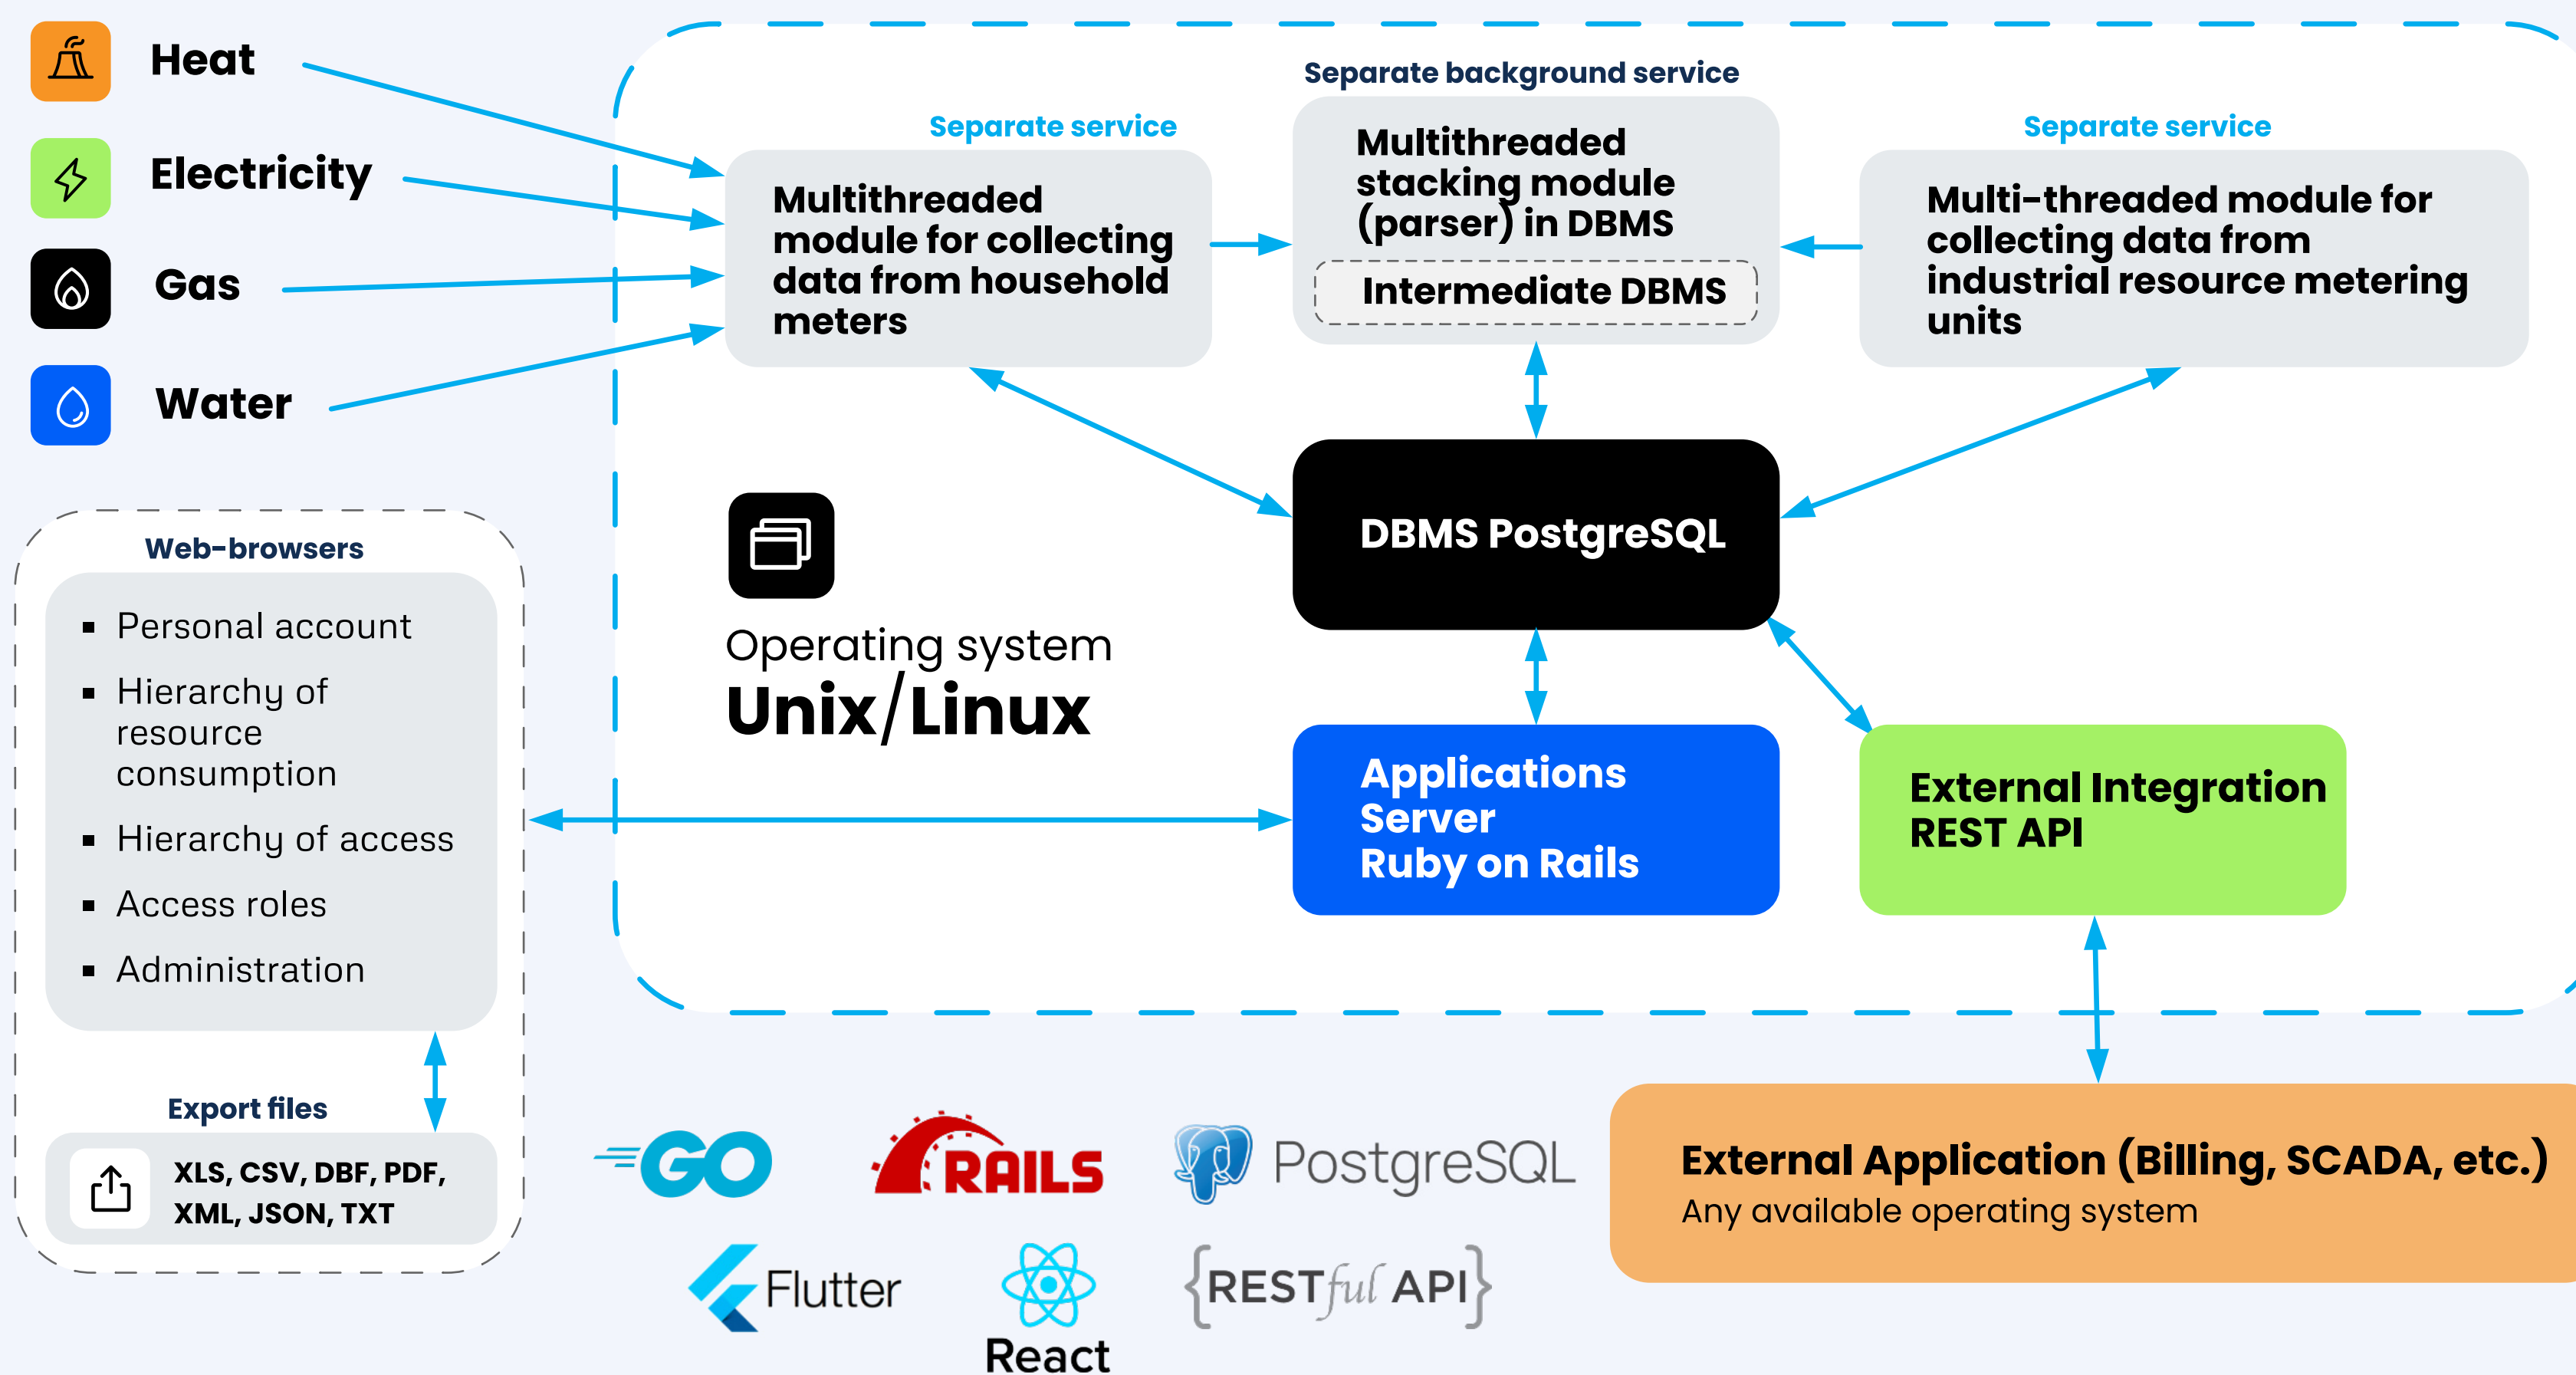 Heat
Electricity
Gas
Water
Separate service
Multithreaded
module for collecting
data from household
meters
Separate background service
Multithreaded
stacking module
(parser) in DBMS
Intermediate DBMS
Separate service
Multi-threaded module for
collecting data from
industrial resource metering
units
DBMS PostgreSQL
Operating system
Unix/Linux
Applications
Server
Ruby on Rails
External Integration
REST API
Web-browsers
▪ Personal account
▪ Hierarchy of
resource
consumption
▪ Hierarchy of access
▪ Access roles
▪ Administration
Export files
XLS, CSV, DBF, PDF,
XML, JSON, TXT
GO
RAILS
PostgreSQL
Flutter
React
{RESTful API}
External Application (Billing, SCADA, etc.)
Any available operating system